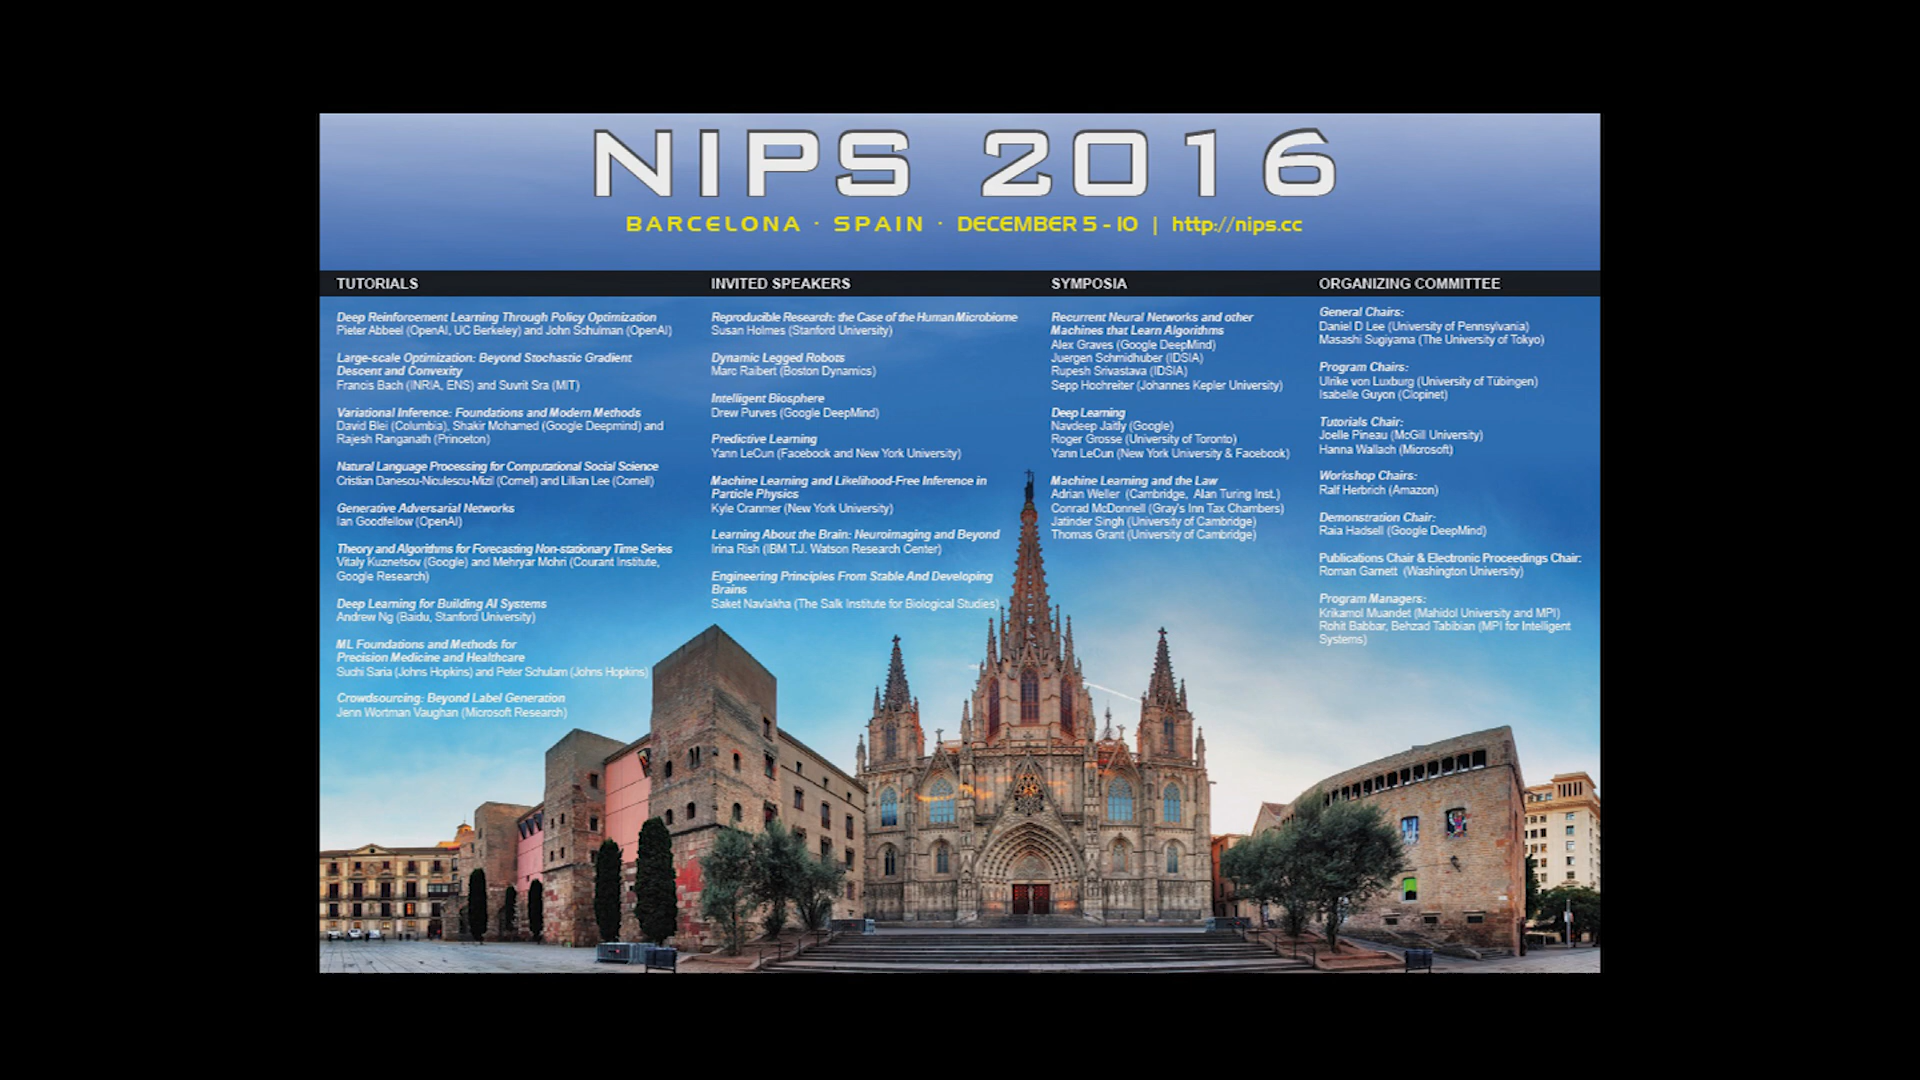 NIPS 2016
BARCELONA · SPAIN · DECEMBER 5 - 10 | http://nips.cc
TUTORIALS
Deep Reinforcement Learning Through Policy Optimization
Pieter Abbeel (OpenAI, UC Berkeley) and John Schulman (OpenAI)
Large-scale Optimization: Beyond Stochastic Gradient
Descent and Convexity
Francis Bach (INRIA, ENS) and Suvrit Sra (MIT)
Variational Inference: Foundations and Modern Methods
David Blei (Columbia), Shakir Mohamed (Google Deepmind) and
Rajesh Ranganath (Princeton)
Natural Language Processing for Computational Social Science
Cristian Danescu-Niculescu-Mizil (Cornell) and Lillian Lee (Cornell)
Generative Adversarial Networks
Ian Goodfellow (OpenAI)
Theory and Algorithms for Forecasting Non-stationary Time Series
Vitaly Kuznetsov (Google) and Mehryar Mohri (Courant Institute,
Google Research)
Deep Learning for Building AI Systems
Andrew Ng (Baidu, Stanford University)
ML Foundations and Methods for
Precision Medicine and Healthcare
Suchi Saria (Johns Hopkins) and Peter Schulam (Johns Hopkins)
Crowdsourcing: Beyond Label Generation
Jenn Wortman Vaughan (Microsoft Research)
INVITED SPEAKERS
Reproducible Research: the Case of the Human Microbiome
Susan Holmes (Stanford University)
Dynamic Legged Robots
Marc Raibert (Boston Dynamics)
Intelligent Biosphere
Drew Purves (Google DeepMind)
Predictive Learning
Yann LeCun (Facebook and New York University)
Machine Learning and Likelihood-Free Inference in
Particle Physics
Kyle Cranmer (New York University)
Learning About the Brain: Neuroimaging and Beyond
Irina Rish (IBM T.J. Watson Research Center)
Engineering Principles From Stable And Developing
Brains
Saket Navlakha (The Salk Institute for Biological Studies)
SYMPOSIA
Recurrent Neural Networks and other
Machines that Learn Algorithms
Alex Graves (Google DeepMind)
Juergen Schmidhuber (IDSIA)
Rupesh Srivastava (IDSIA)
Sepp Hochreiter (Johannes Kepler University)
Deep Learning
Navdeep Jaitly (Google)
Roger Grosse (University of Toronto)
Yann LeCun (New York University & Facebook)
Machine Learning and the Law
Adrian Weller (Cambridge, Alan Turing Inst.)
Conrad McDonnell (Gray's Inn Tax Chambers)
Jatinder Singh (University of Cambridge)
Thomas Grant (University of Cambridge)
ORGANIZING COMMITTEE
General Chairs:
Daniel D Lee (University of Pennsylvania)
Masashi Sugiyama (The University of Tokyo)
Program Chairs:
Ulrike von Luxburg (University of Tübingen)
Isabelle Guyon (Clopinet)
Tutorials Chair:
Joelle Pineau (McGill University)
Hanna Wallach (Microsoft)
Workshop Chairs:
Ralf Herbrich (Amazon)
Demonstration Chair:
Raia Hadsell (Google DeepMind)
Publications Chair & Electronic Proceedings Chair:
Roman Garnett (Washington University)
Program Managers:
Krikamol Muandet (Mahidol University and MPI)
Rohit Babbar, Behzad Tabibian (MPI for Intelligent
Systems)